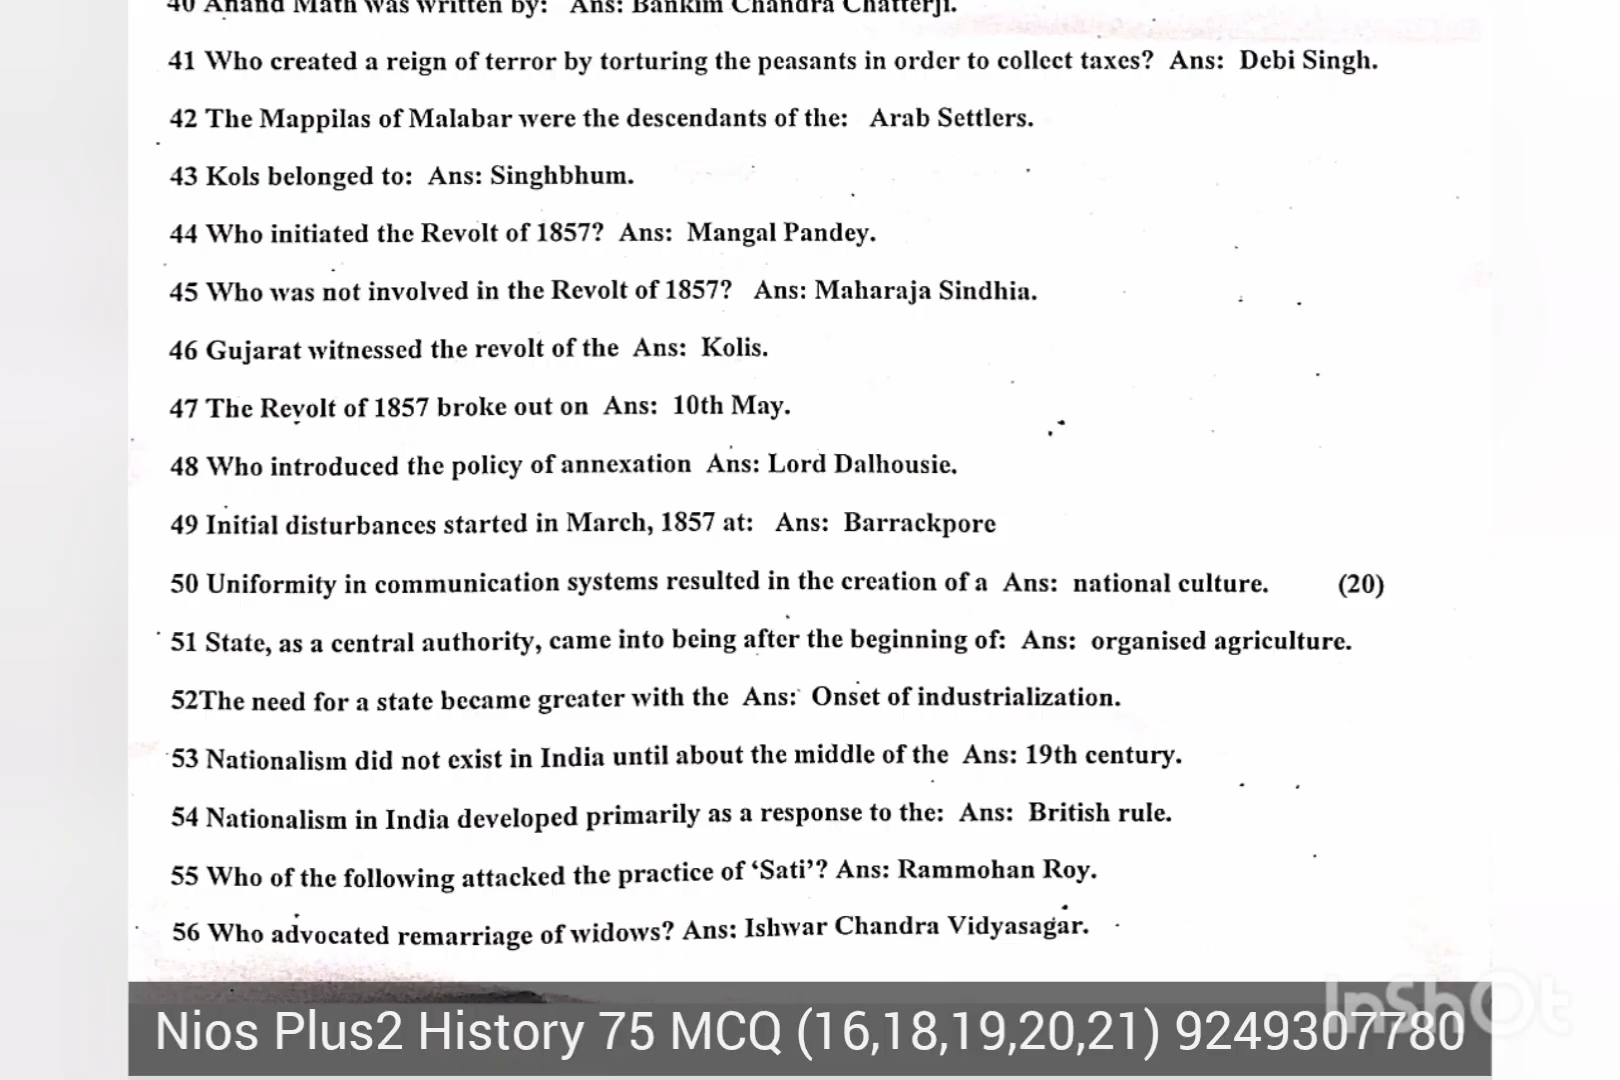 40 Anand Math was written by: Ans: Bankim Chandra Chatterji.
41 Who created a reign of terror by torturing the peasants in order to collect taxes? Ans: Debi Singh.
42 The Mappilas of Malabar were the descendants of the: Arab Settlers.
43 Kols belonged to: Ans: Singhbhum.
44 Who initiated the Revolt of 1857? Ans: Mangal Pandey.
45 Who was not involved in the Revolt of 1857? Ans: Maharaja Sindhia.
46 Gujarat witnessed the revolt of the Ans: Kolis.
47 The Revolt of 1857 broke out on Ans: 10th May.
48 Who introduced the policy of annexation Ans: Lord Dalhousie.
49 Initial disturbances started in March, 1857 at: Ans: Barrackpore
50 Uniformity in communication systems resulted in the creation of a Ans: national culture. (20)
51 State, as a central authority, came into being after the beginning of: Ans: organised agriculture.
52The need for a state became greater with the Ans: Onset of industrialization.
53 Nationalism did not exist in India until about the middle of the Ans: 19th century.
54 Nationalism in India developed primarily as a response to the: Ans: British rule.
55 Who of the following attacked the practice of ‘Sati’? Ans: Rammohan Roy.
56 Who advocated remarriage of widows? Ans: Ishwar Chandra Vidyasagar.
InShOt
Nios Plus2 History 75 MCQ (16,18,19,20,21) 9249307780